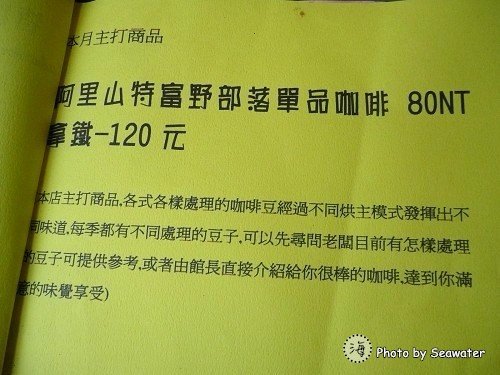 本月主打商品
阿里山特富野部落單品咖啡 80NT
拿鐵-120 元
本店主打商品,各式各樣處理的咖啡豆經過不同烘主模式發揮出不
同味道,每季都有不同處理的豆子,可以先尋問老闆目前有怎樣處理
的豆子可提供參考,或者由館長直接介紹給你很棒的咖啡,達到你滿
意的味覺享受)
海 Photo by Seawater